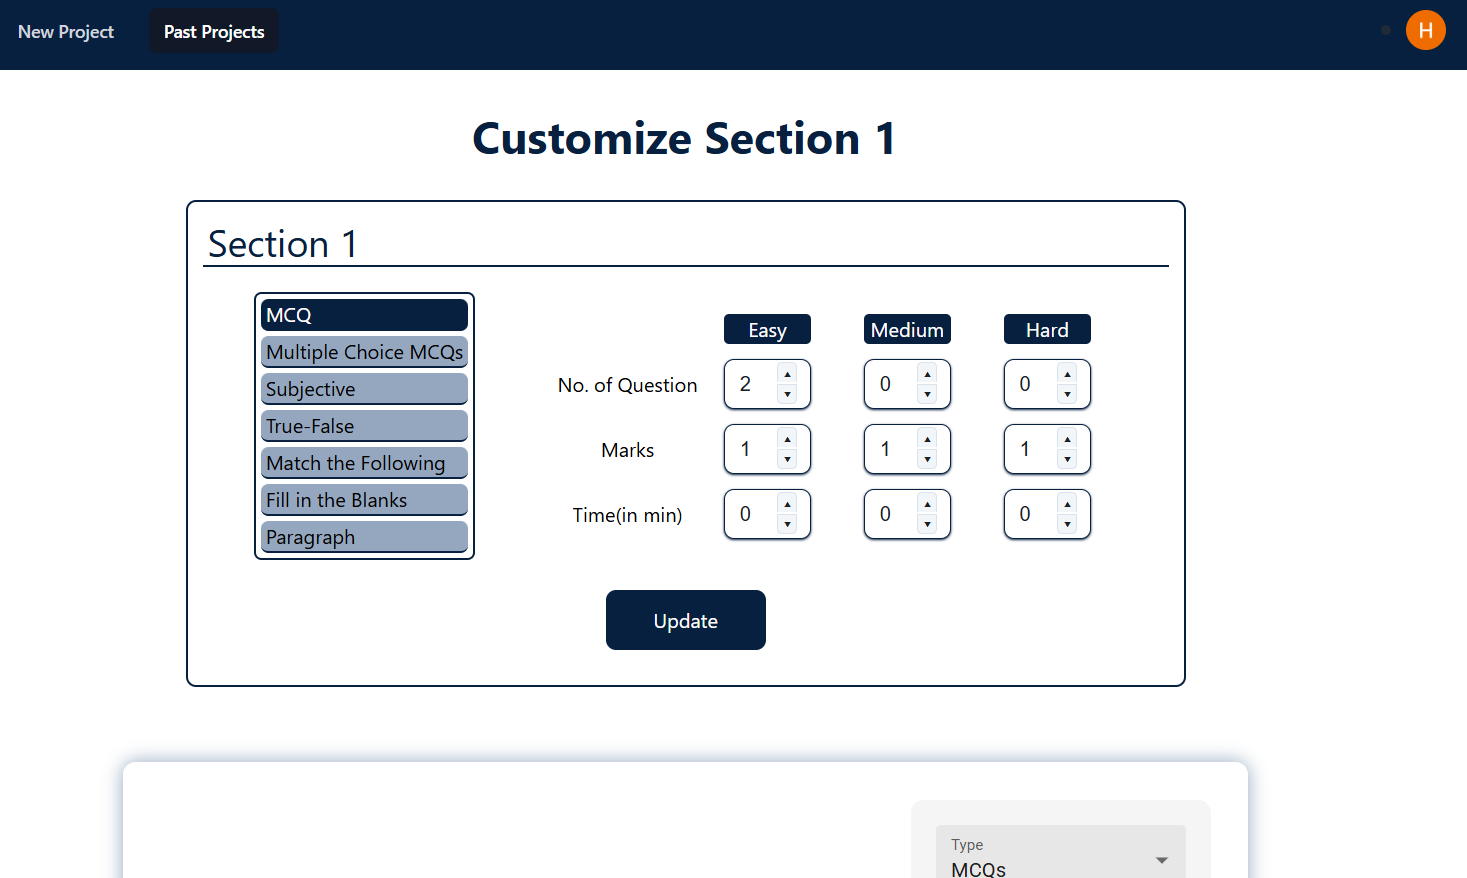 New Project Past Projects H
Customize Section 1
Section 1
MCQ
Multiple Choice MCQs
Subjective
True-False
Match the Following
Fill in the Blanks
Paragraph
Easy Medium Hard
No. of Question 2 0 0
Marks 1 1 1
Time(in min) 0 0 0
Update
Type
MCQs